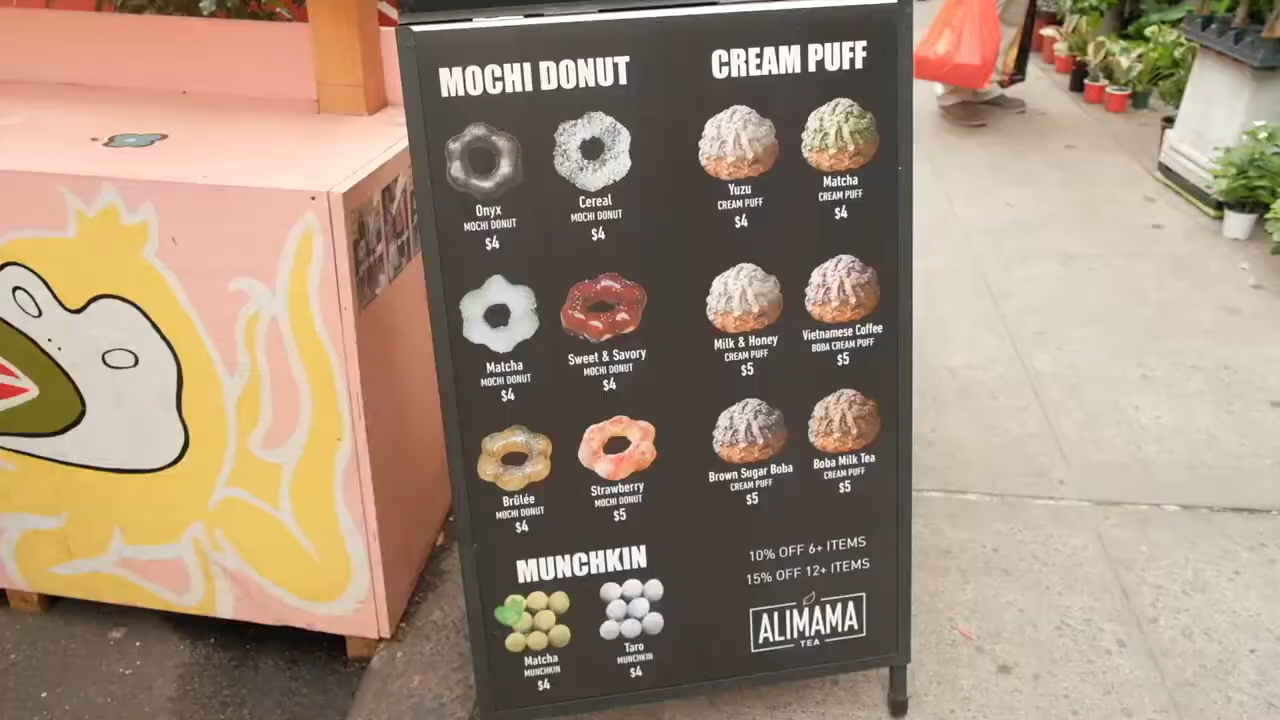 MOCHI DONUT
Onyx
MOCHI DONUT
$4
Cereal
MOCHI DONUT
$4
Matcha
MOCHI DONUT
$4
Sweet & Savory
MOCHI DONUT
$4
Brûlée
MOCHI DONUT
$4
Strawberry
MOCHI DONUT
$5
MUNCHKIN
Matcha
MUNCHKIN
$4
Taro
MUNCHKIN
$4
CREAM PUFF
Yuzu
CREAM PUFF
$4
Matcha
CREAM PUFF
$4
Milk & Honey
CREAM PUFF
$5
Vietnamese Coffee
BOBA CREAM PUFF
$5
Brown Sugar Boba
CREAM PUFF
$5
Boba Milk Tea
CREAM PUFF
$5
10% OFF 6+ ITEMS
15% OFF 12+ ITEMS
ALIMAMA
TEA